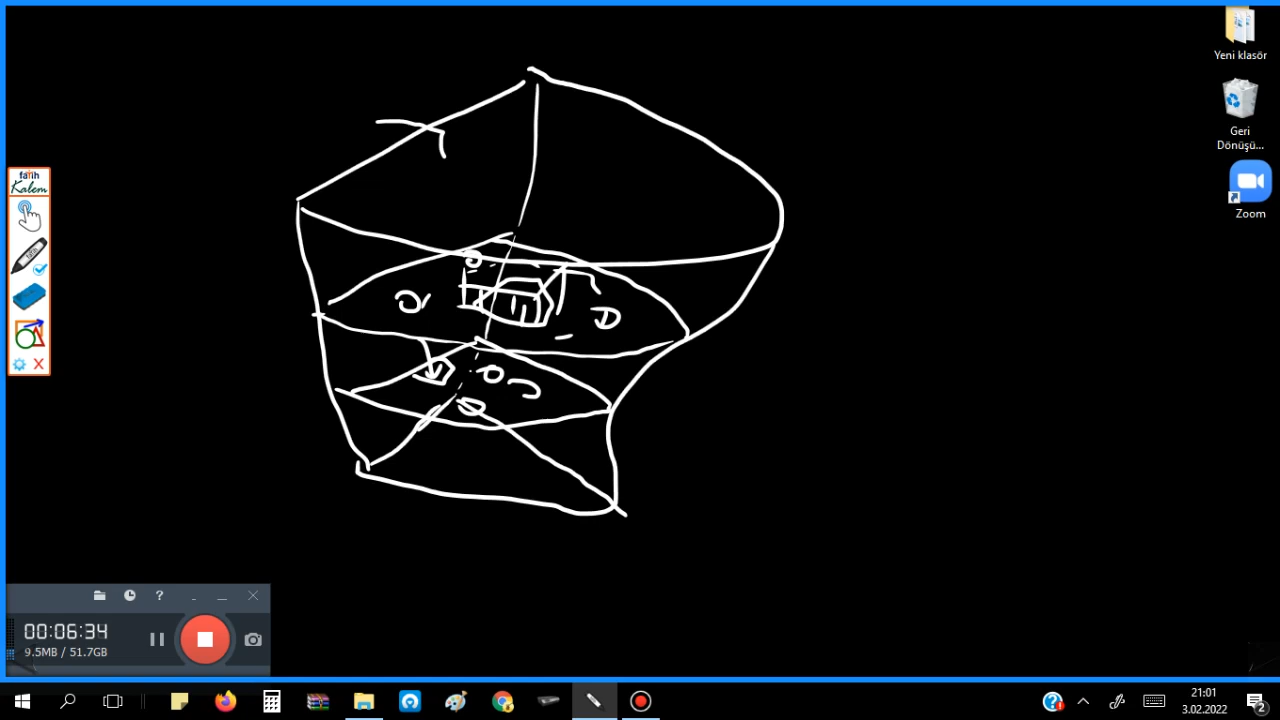 Yeni klasör
Geri
Dönüşü...
Zoom
fatih
Kalem
00:06:34
9.5MB / 51.7GB
21:01
3.02.2022
2